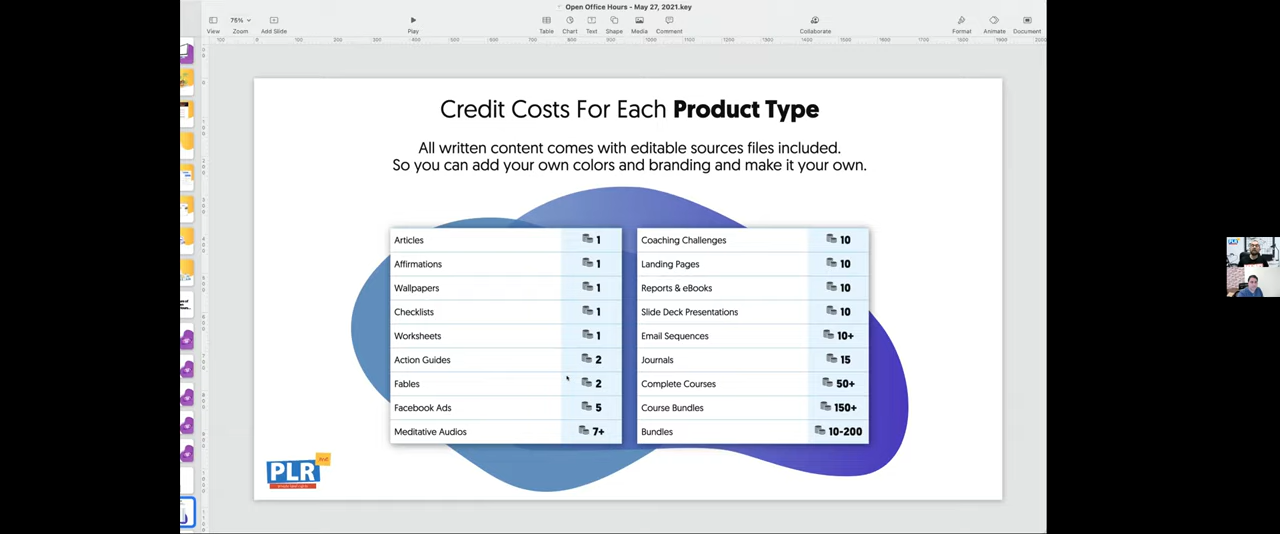 Open Office Hours - May 27, 2021.key
75%
View
Zoom
Add Slide
Play
Table
Chart
Text
Shape
Media
Comment
Collaborate
Format
Animate
Document
Credit Costs For Each Product Type
All written content comes with editable sources files included.
So you can add your own colors and branding and make it your own.
Articles 1
Affirmations 1
Wallpapers 1
Checklists 1
Worksheets 1
Action Guides 2
Fables 2
Facebook Ads 5
Meditative Audios 7+
Coaching Challenges 10
Landing Pages 10
Reports & eBooks 10
Slide Deck Presentations 10
Email Sequences 10+
Journals 15
Complete Courses 50+
Course Bundles 150+
Bundles 10-200
PLR